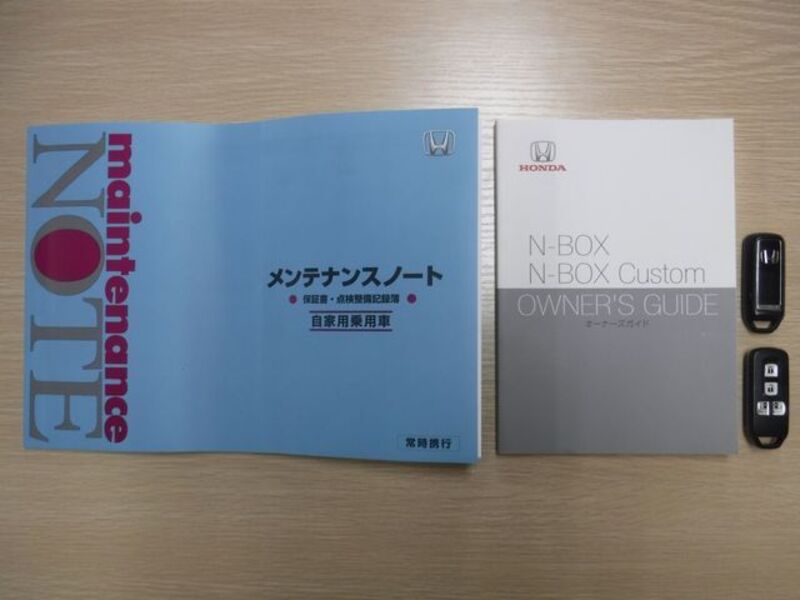 maintenance
NOTE
メンテナンスノート
● 保証書・点検整備記録簿 ●
自家用乗用車
常時携行
HONDA
N-BOX
N-BOX Custom
OWNER'S GUIDE
オーナーズガイド